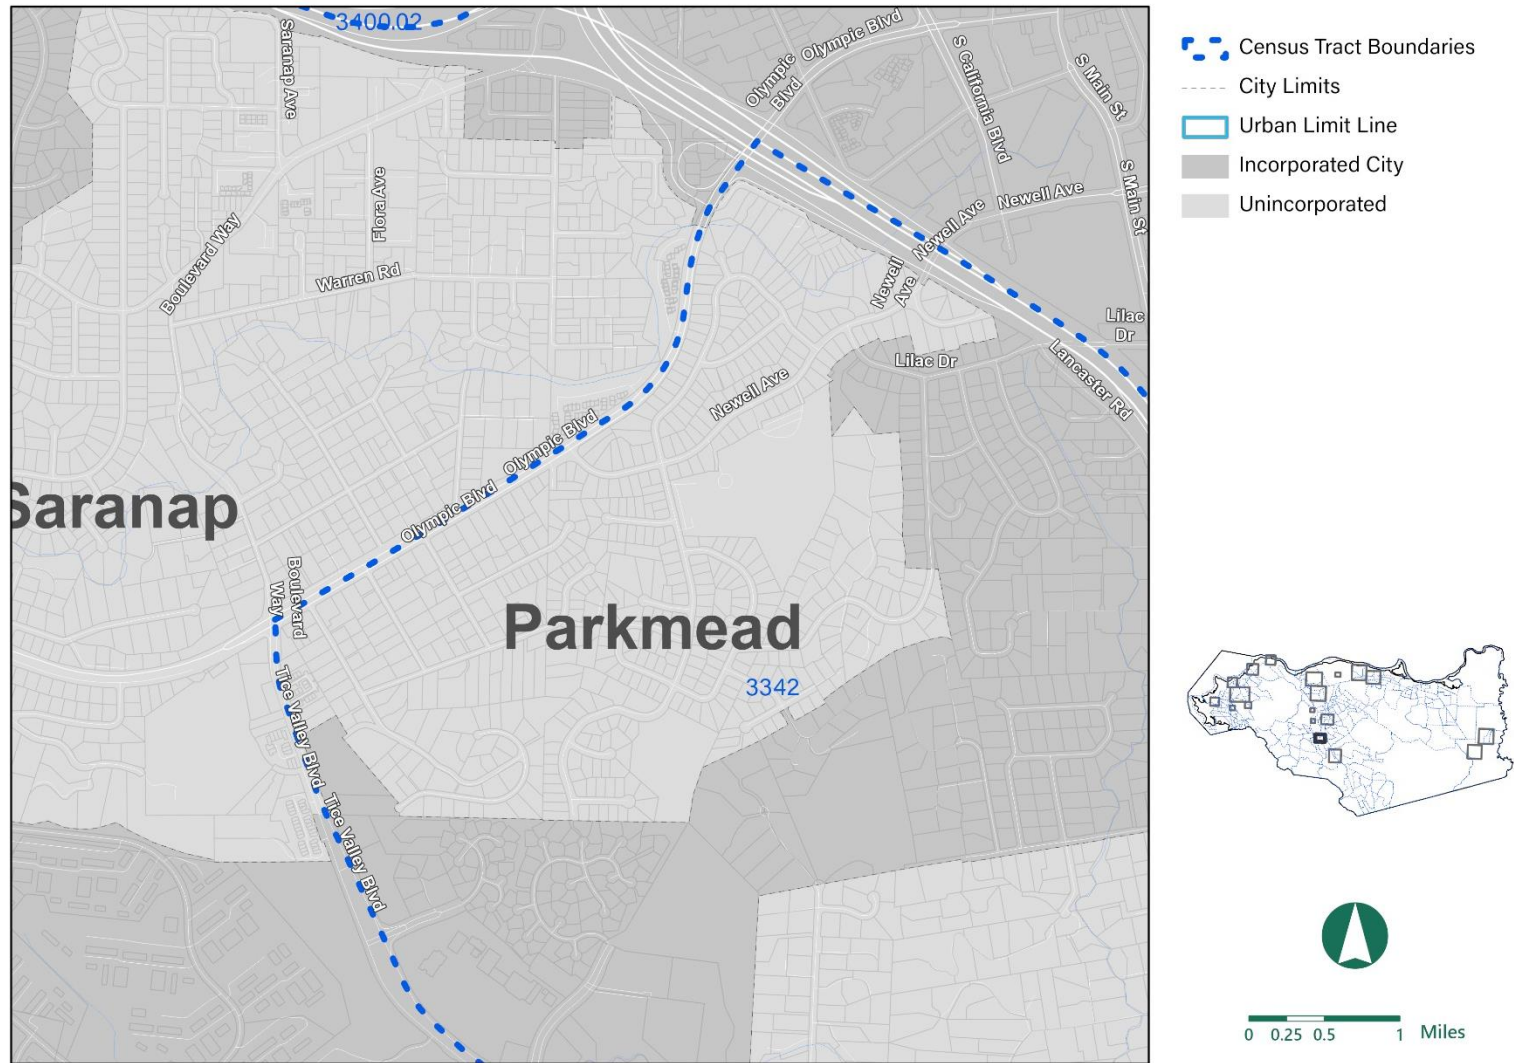 3400.02
Saranap Ave
Olympic
Blvd
Olympic Blvd
S California Blvd
S Main St
S Main St
Boulevard Way
Flora Ave
Warren Rd
Newell Ave
Newell Ave
Newell
Ave
Lilac
Dr
Lilac Dr
Lancaster Rd
Newell Ave
Olympic Blvd
Olympic Blvd
Saranap
Boulevard
Way
Parkmead
3342
Tice Valley Blvd
Tice Valley Blvd
Census Tract Boundaries
City Limits
Urban Limit Line
Incorporated City
Unincorporated
0 0.25 0.5 1 Miles